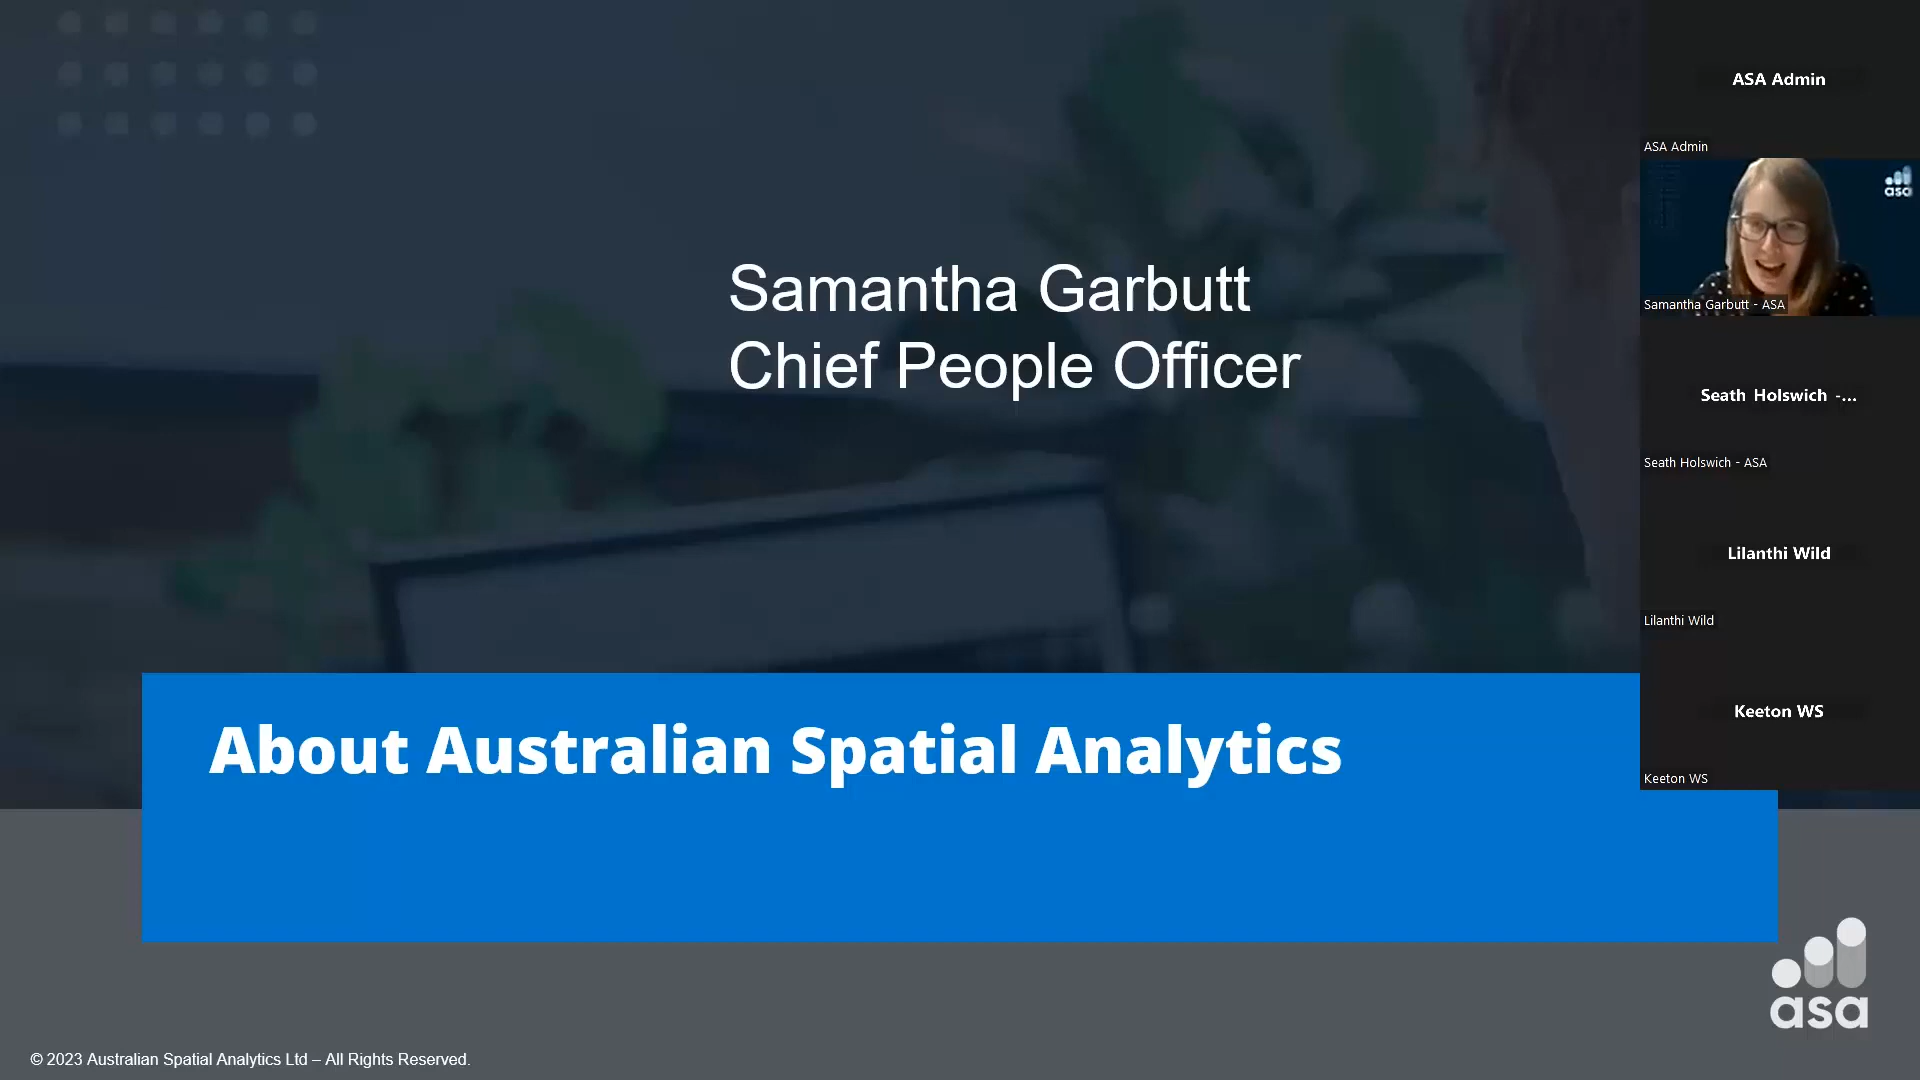 Samantha Garbutt
Chief People Officer
About Australian Spatial Analytics
© 2023 Australian Spatial Analytics Ltd – All Rights Reserved.
asa
ASA Admin
ASA Admin
asa
Samantha Garbutt - ASA
Seath Holswich -...
Seath Holswich - ASA
Lilanthi Wild
Lilanthi Wild
Keeton WS
Keeton WS